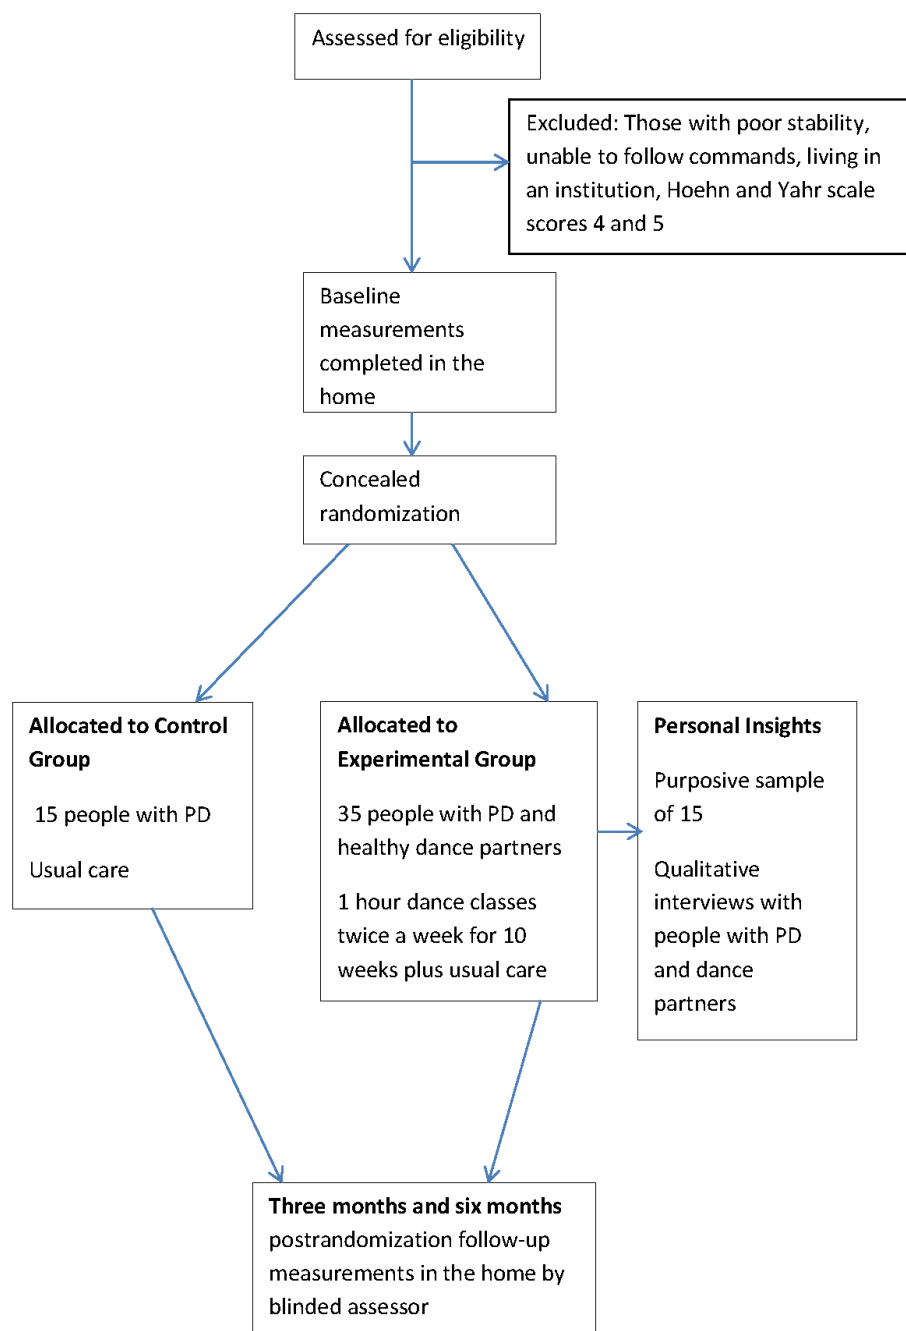 Assessed for eligibility
Excluded: Those with poor stability,
unable to follow commands, living in
an institution, Hoehn and Yahr scale
scores 4 and 5
Baseline
measurements
completed in the
home
Concealed
randomization
Allocated to Control
Group
15 people with PD
Usual care
Allocated to
Experimental Group
35 people with PD and
healthy dance partners
1 hour dance classes
twice a week for 10
weeks plus usual care
Personal Insights
Purposive sample
of 15
Qualitative
interviews with
people with PD
and dance
partners
Three months and six months
postrandomization follow-up
measurements in the home by
blinded assessor